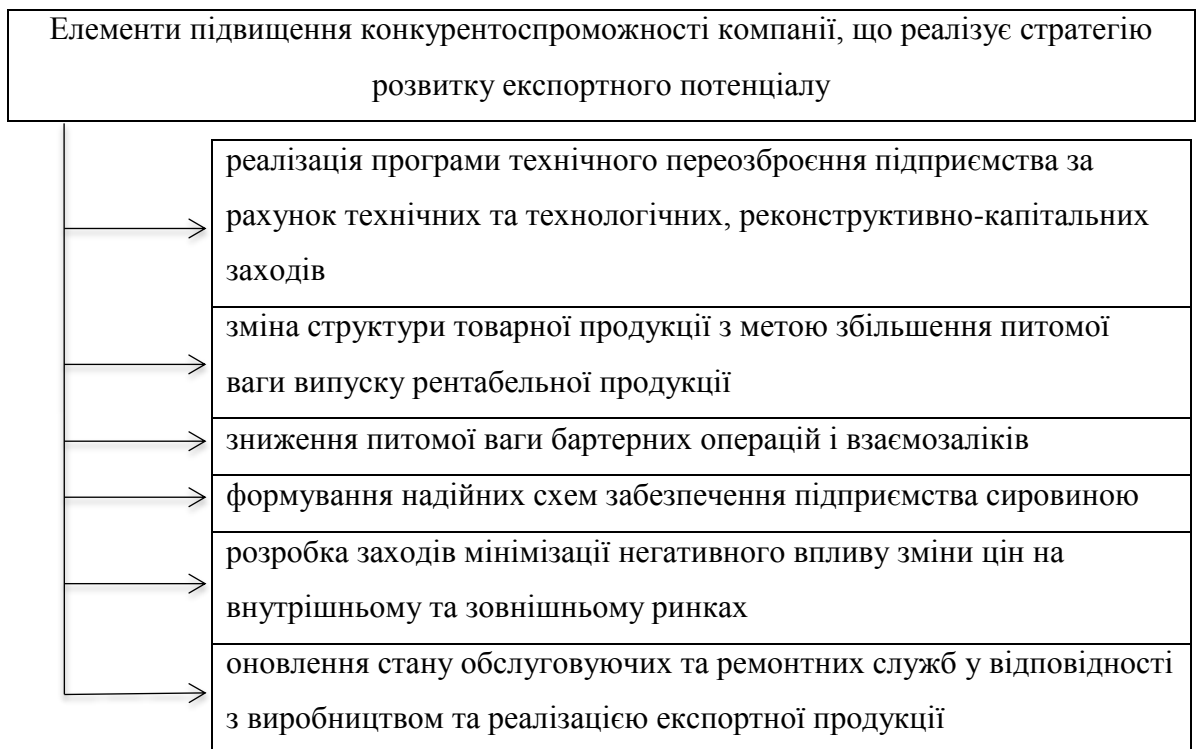 Елементи підвищення конкурентоспроможності компанії, що реалізує стратегію
розвитку експортного потенціалу
реалізація програми технічного переозброєння підприємства за
рахунок технічних та технологічних, реконструктивно-капітальних
заходів
зміна структури товарної продукції з метою збільшення питомої
ваги випуску рентабельної продукції
зниження питомої ваги бартерних операцій і взаємозаліків
формування надійних схем забезпечення підприємства сировиною
розробка заходів мінімізації негативного впливу зміни цін на
внутрішньому та зовнішньому ринках
оновлення стану обслуговуючих та ремонтних служб у відповідності
з виробництвом та реалізацією експортної продукції